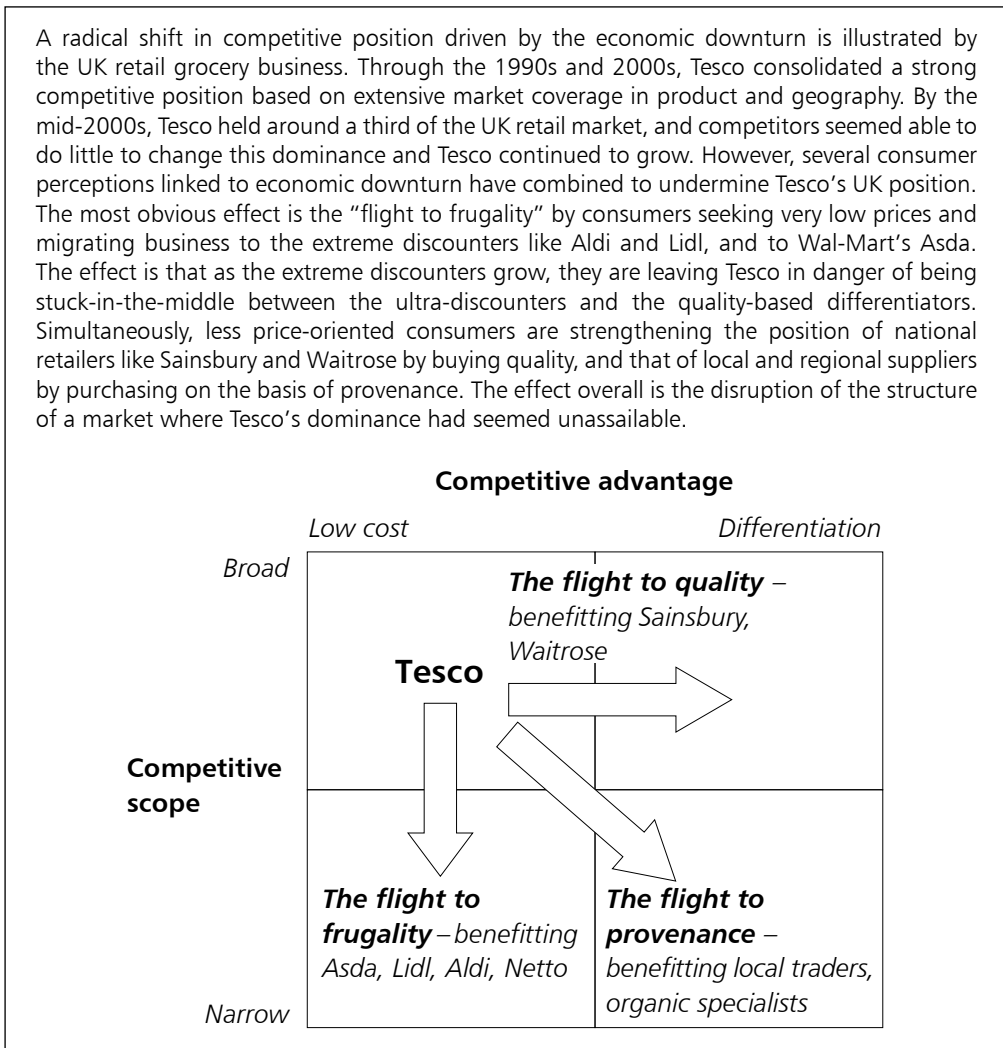 A radical shift in competitive position driven by the economic downturn is illustrated by
the UK retail grocery business. Through the 1990s and 2000s, Tesco consolidated a strong
competitive position based on extensive market coverage in product and geography. By the
mid-2000s, Tesco held around a third of the UK retail market, and competitors seemed able to
do little to change this dominance and Tesco continued to grow. However, several consumer
perceptions linked to economic downturn have combined to undermine Tesco’s UK position.
The most obvious effect is the “flight to frugality” by consumers seeking very low prices and
migrating business to the extreme discounters like Aldi and Lidl, and to Wal-Mart’s Asda.
The effect is that as the extreme discounters grow, they are leaving Tesco in danger of being
stuck-in-the-middle between the ultra-discounters and the quality-based differentiators.
Simultaneously, less price-oriented consumers are strengthening the position of national
retailers like Sainsbury and Waitrose by buying quality, and that of local and regional suppliers
by purchasing on the basis of provenance. The effect overall is the disruption of the structure
of a market where Tesco’s dominance had seemed unassailable.
Competitive advantage
Low cost
Differentiation
Broad
The flight to quality –
benefitting Sainsbury,
Waitrose
Tesco
Competitive
scope
The flight to
frugality – benefitting
Asda, Lidl, Aldi, Netto
The flight to
provenance –
benefitting local traders,
organic specialists
Narrow